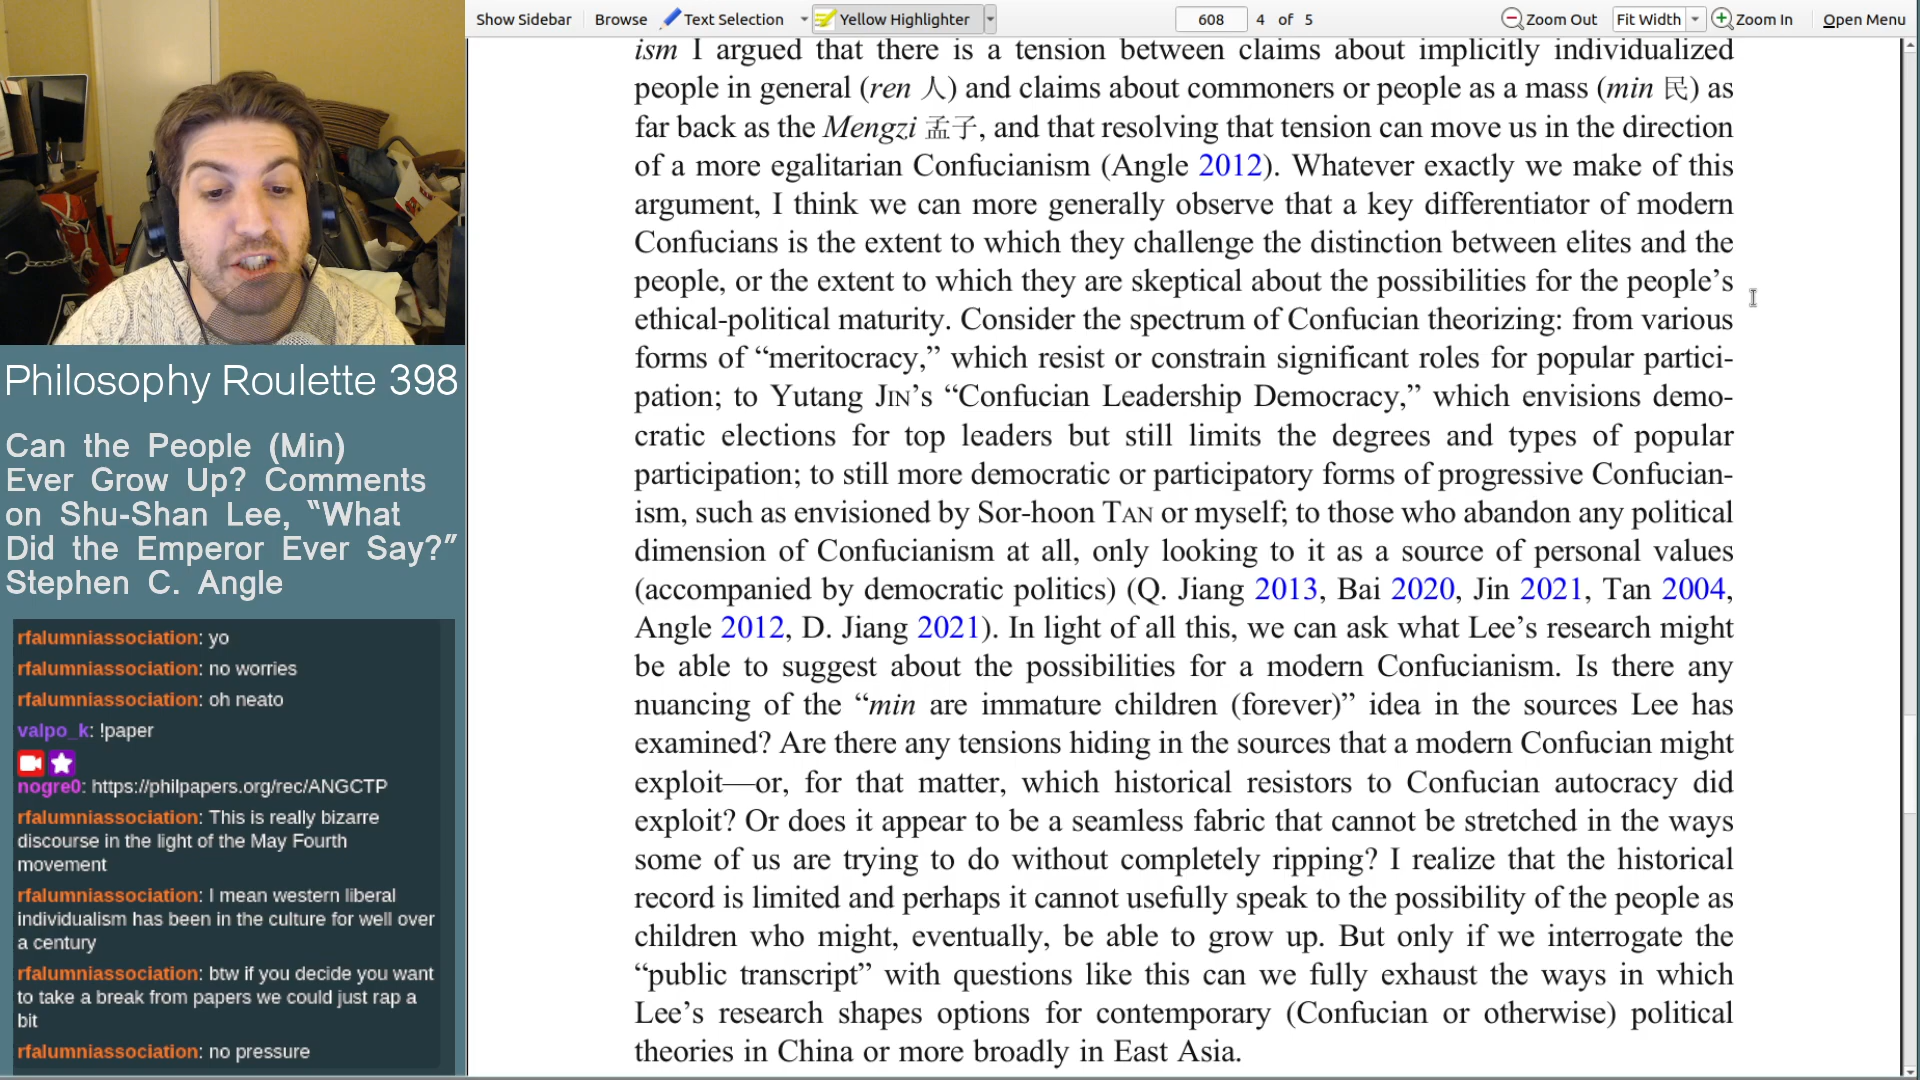 Show Sidebar Browse Text Selection Yellow Highlighter 608 4 of 5 Zoom Out Fit Width Zoom In Open Menu
ism I argued that there is a tension between claims about implicitly individualized
people in general (ren 人) and claims about commoners or people as a mass (min 民) as
far back as the Mengzi 孟子, and that resolving that tension can move us in the direction
of a more egalitarian Confucianism (Angle 2012). Whatever exactly we make of this
argument, I think we can more generally observe that a key differentiator of modern
Confucians is the extent to which they challenge the distinction between elites and the
people, or the extent to which they are skeptical about the possibilities for the people’s
ethical-political maturity. Consider the spectrum of Confucian theorizing: from various
forms of “meritocracy,” which resist or constrain significant roles for popular partici-
pation; to Yutang JIN’s “Confucian Leadership Democracy,” which envisions demo-
cratic elections for top leaders but still limits the degrees and types of popular
participation; to still more democratic or participatory forms of progressive Confucian-
ism, such as envisioned by Sor-hoon TAN or myself; to those who abandon any political
dimension of Confucianism at all, only looking to it as a source of personal values
(accompanied by democratic politics) (Q. Jiang 2013, Bai 2020, Jin 2021, Tan 2004,
Angle 2012, D. Jiang 2021). In light of all this, we can ask what Lee’s research might
be able to suggest about the possibilities for a modern Confucianism. Is there any
nuancing of the “min are immature children (forever)” idea in the sources Lee has
examined? Are there any tensions hiding in the sources that a modern Confucian might
exploit—or, for that matter, which historical resistors to Confucian autocracy did
exploit? Or does it appear to be a seamless fabric that cannot be stretched in the ways
some of us are trying to do without completely ripping? I realize that the historical
record is limited and perhaps it cannot usefully speak to the possibility of the people as
children who might, eventually, be able to grow up. But only if we interrogate the
“public transcript” with questions like this can we fully exhaust the ways in which
Lee’s research shapes options for contemporary (Confucian or otherwise) political
theories in China or more broadly in East Asia.
Philosophy Roulette 398
Can the People (Min)
Ever Grow Up? Comments
on Shu-Shan Lee, “What
Did the Emperor Ever Say?”
Stephen C. Angle
rfalumniassociation: yo
rfalumniassociation: no worries
rfalumniassociation: oh neato
valpo_k: !paper
nogre0: https://philpapers.org/rec/ANGCTP
rfalumniassociation: This is really bizarre
discourse in the light of the May Fourth
movement
rfalumniassociation: I mean western liberal
individualism has been in the culture for well over
a century
rfalumniassociation: btw if you decide you want
to take a break from papers we could just rap a
bit
rfalumniassociation: no pressure